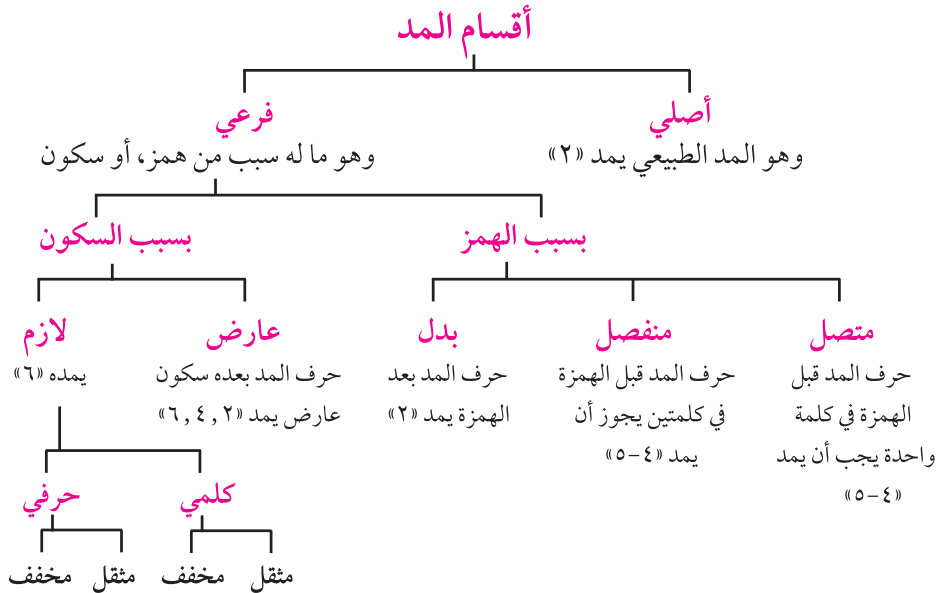 أقسام المد
أصلي
وهو المد الطبيعي يمد «٢»
فرعي
وهو ما له سبب من همز، أو سكون
بسبب الهمز
بسبب السكون
متصل
حرف المد قبل
الهمزة في كلمة
واحدة يجب أن يمد
«٤–٥»
منفصل
حرف المد قبل الهمزة
في كلمتين يجوز أن
يمد «٤–٥»
بدل
حرف المد بعد
الهمزة يمد «٢»
عارض
حرف المد بعده سكون
عارض يمد «٢, ٤, ٦»
لازم
يمده «٦»
كلمي
حرفي
مثقل
مخفف
مثقل
مخفف